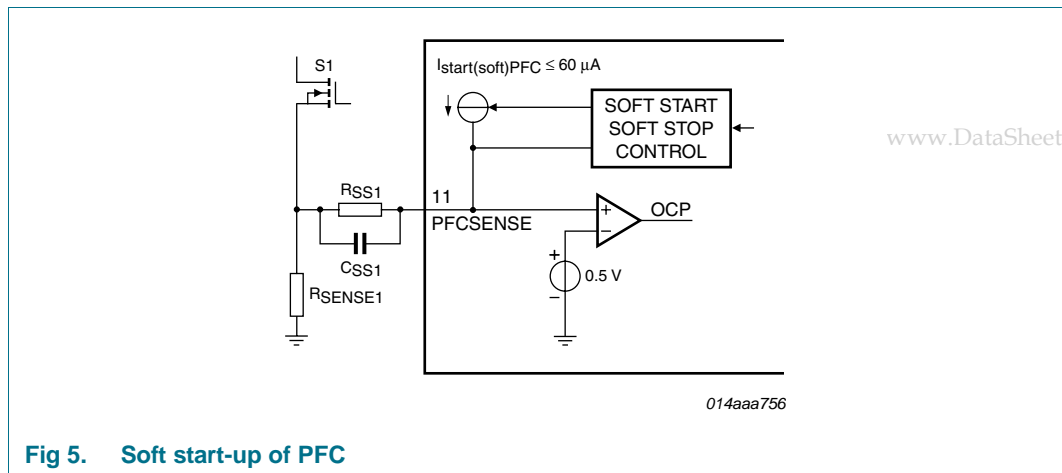 S1
Istart(soft)PFC ≤ 60 μA
SOFT START
SOFT STOP
CONTROL
www.DataSheet
RSS1
11
PFCSENSE
CSS1
RSENSE1
+
−
OCP
+
−
0.5 V
014aaa756
Fig 5. Soft start-up of PFC